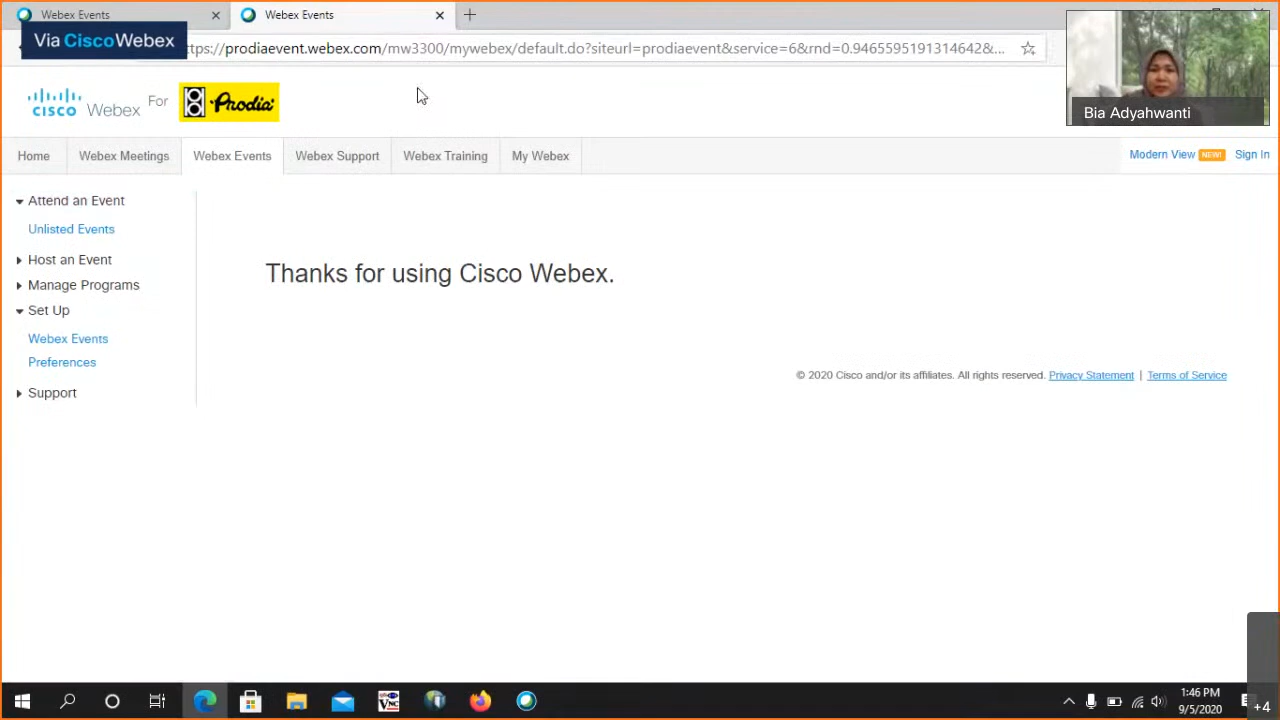 Webex Events
Webex Events
Via CiscoWebex
ttps://prodiaevent.webex.com/mw3300/mywebex/default.do?siteurl=prodiaevent&service=6&rnd=0.9465595191314642&...
Bia Adyahwanti
CISCO Webex For Prodia
Home
Webex Meetings
Webex Events
Webex Support
Webex Training
My Webex
Modern View NEW!
Sign In
Attend an Event
Unlisted Events
Host an Event
Manage Programs
Set Up
Webex Events
Preferences
Support
Thanks for using Cisco Webex.
© 2020 Cisco and/or its affiliates. All rights reserved. Privacy Statement | Terms of Service
VNC
1:46 PM
9/5/2020
+4